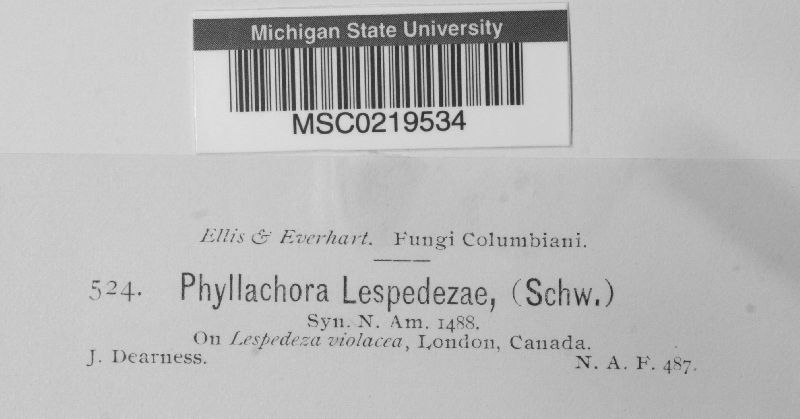 Michigan State University
MSC0219534
Ellis & Everhart. Fungi Columbiani.
524. Phyllachora Lespedezae, (Schw.)
Syn. N. Am. 1488.
On Lespedeza violacea, London, Canada.
J. Dearness. N. A. F. 487.